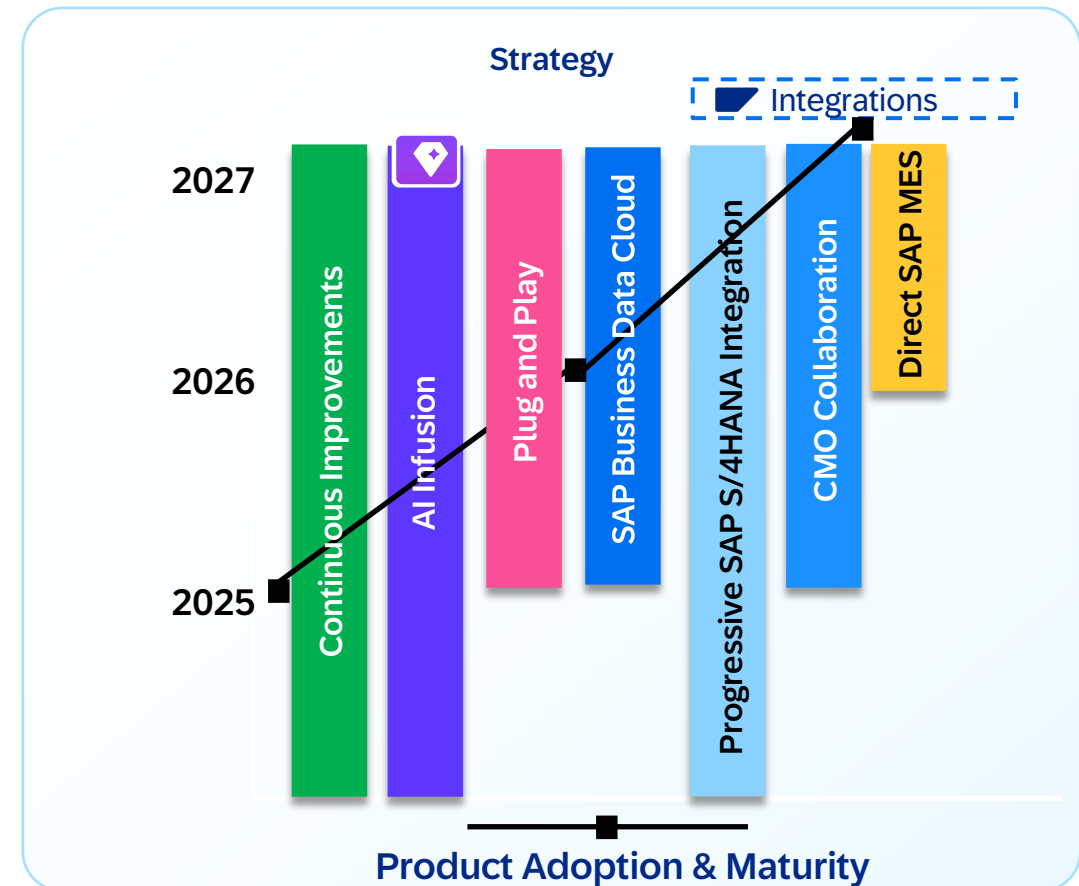 Strategy
Integrations
2027
2026
2025
Continuous Improvements
AI Infusion
Plug and Play
SAP Business Data Cloud
Progressive SAP S/4HANA Integration
CMO Collaboration
Direct SAP MES
Product Adoption & Maturity